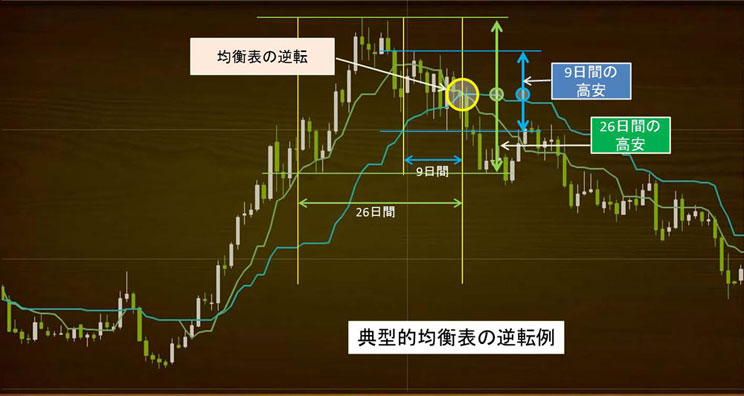 均衡表の逆転
9日間の
高安
26日間の
高安
9日間
26日間
典型的均衡表の逆転例